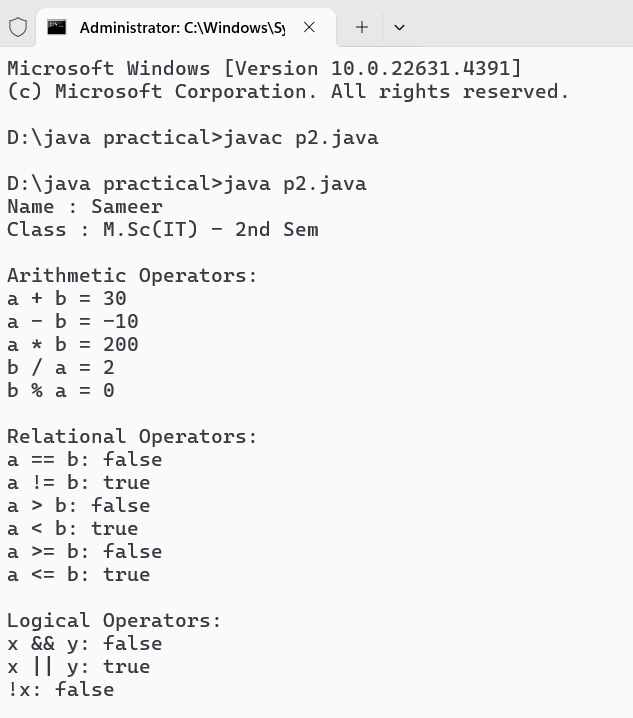 Administrator: C:\Windows\Sy
Microsoft Windows [Version 10.0.22631.4391]
(c) Microsoft Corporation. All rights reserved.
D:\java practical>javac p2.java
D:\java practical>java p2.java
Name : Sameer
Class : M.Sc(IT) - 2nd Sem
Arithmetic Operators:
a + b = 30
a - b = -10
a * b = 200
b / a = 2
b % a = 0
Relational Operators:
a == b: false
a != b: true
a > b: false
a < b: true
a >= b: false
a <= b: true
Logical Operators:
x && y: false
x || y: true
!x: false